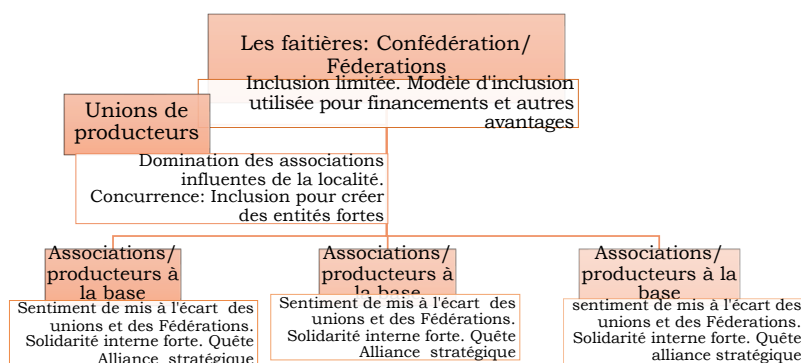 Les faitières: Confédération/
Féderations
Inclusion limitée. Modèle d'inclusion
utilisée pour financements et autres
avantages
Unions de
producteurs
Domination des associations
influentes de la localité.
Concurrence: Inclusion pour créer
des entités fortes
Associations/
producteurs à
la base
Sentiment de mis à l'écart des
unions et des Fédérations.
Solidarité interne forte. Quête
Alliance stratégique
Associations/
producteurs à
la base
Sentiment de mis à l'écart des
unions et des Fédérations.
Solidarité interne forte. Quête
Alliance stratégique
Associations/
producteurs à la
base
sentiment de mis à l'écart des
unions et des Féderations.
Solidarité interne forte. Quête
alliance stratégique